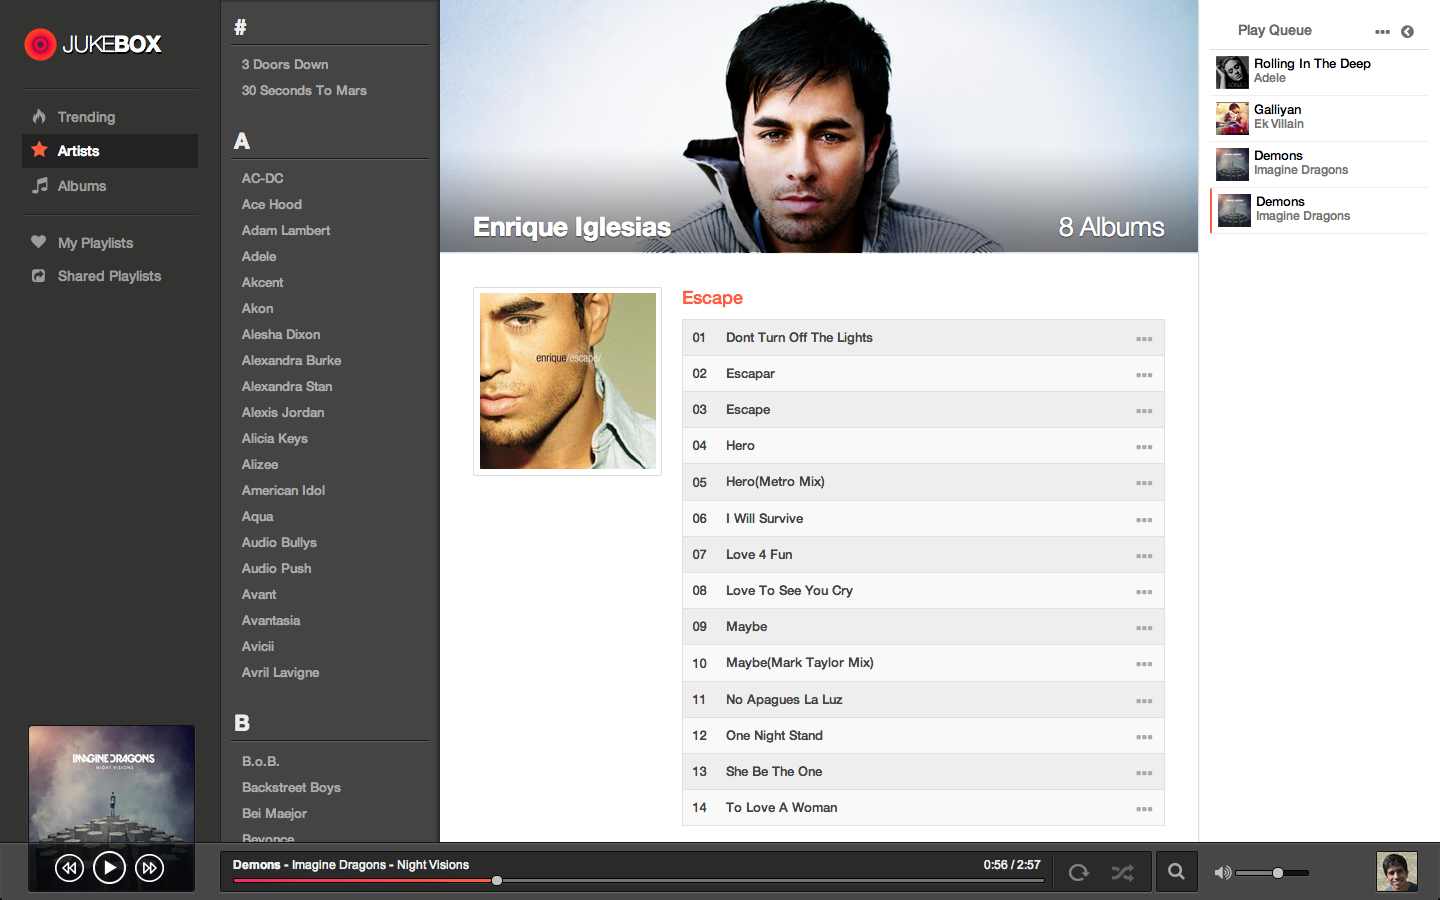 JUKEBOX
Trending
Artists
Albums
My Playlists
Shared Playlists
IMAGINE DRAGONS
NIGHT VISIONS
#
3 Doors Down
30 Seconds To Mars
A
AC-DC
Ace Hood
Adam Lambert
Adele
Akcent
Akon
Alesha Dixon
Alexandra Burke
Alexandra Stan
Alexis Jordan
Alicia Keys
Alizee
American Idol
Aqua
Audio Bullys
Audio Push
Avant
Avantasia
Avicii
Avril Lavigne
B
B.o.B.
Backstreet Boys
Bei Maejor
Beyonce
Enrique Iglesias
8 Albums
enrique/escape/
Escape
01 Dont Turn Off The Lights
02 Escapar
03 Escape
04 Hero
05 Hero(Metro Mix)
06 I Will Survive
07 Love 4 Fun
08 Love To See You Cry
09 Maybe
10 Maybe(Mark Taylor Mix)
11 No Apagues La Luz
12 One Night Stand
13 She Be The One
14 To Love A Woman
Play Queue
Rolling In The Deep
Adele
Galliyan
Ek Villain
Demons
Imagine Dragons
Demons
Imagine Dragons
Demons - Imagine Dragons - Night Visions
0:56 / 2:57